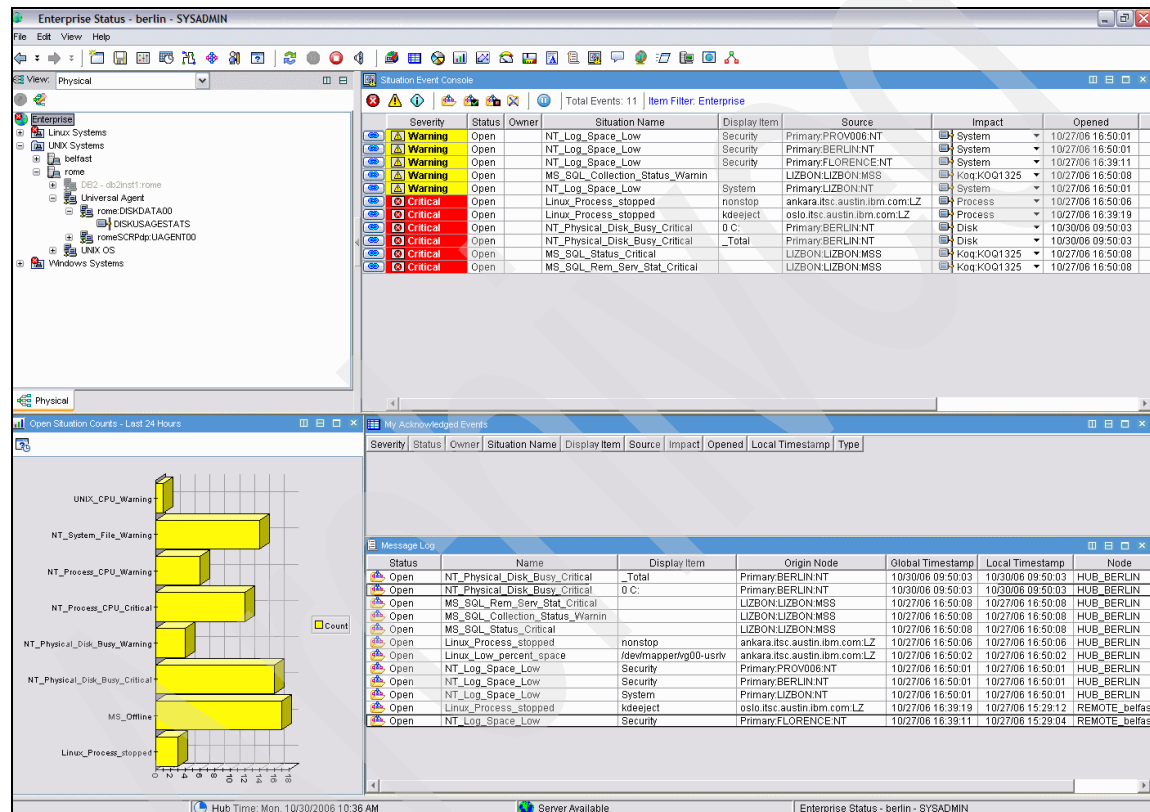 Enterprise Status - berlin - SYSADMIN
File Edit View Help
View: Physical
Enterprise
Linux Systems
UNIX Systems
belfast
rome
DB2 - db2inst1:rome
Universal Agent
rome:DISKDATA00
DISKUSAGESTATS
romeSCRPdp:UAGENT00
UNIX OS
Windows Systems
Physical
Situation Event Console
Total Events: 11 Item Filter: Enterprise
Severity Status Owner Situation Name Display Item Source Impact Opened
Warning Open NT_Log_Space_Low Security Primary:PROV006:NT System 10/27/06 16:50:01
Warning Open NT_Log_Space_Low Security Primary:BERLIN:NT System 10/27/06 16:50:01
Warning Open NT_Log_Space_Low Security Primary:FLORENCE:NT System 10/27/06 16:39:11
Warning Open MS_SQL_Collection_Status_Warnin LIZBON:LIZBON:MSS Koq:KOQ1325 10/27/06 16:50:08
Warning Open NT_Log_Space_Low System Primary:LIZBON:NT System 10/27/06 16:50:01
Critical Open Linux_Process_stopped nonstop ankara.itsc.austin.ibm.com:LZ Process 10/27/06 16:50:06
Critical Open Linux_Process_stopped kdeeject oslo.itsc.austin.ibm.com:LZ Process 10/27/06 16:39:19
Critical Open NT_Physical_Disk_Busy_Critical 0 C: Primary:BERLIN:NT Disk 10/30/06 09:50:03
Critical Open NT_Physical_Disk_Busy_Critical _Total Primary:BERLIN:NT Disk 10/30/06 09:50:03
Critical Open MS_SQL_Status_Critical LIZBON:LIZBON:MSS Koq:KOQ1325 10/27/06 16:50:08
Critical Open MS_SQL_Rem_Serv_Stat_Critical LIZBON:LIZBON:MSS Koq:KOQ1325 10/27/06 16:50:08
Open Situation Counts - Last 24 Hours
UNIX_CPU_Warning
NT_System_File_Warning
NT_Process_CPU_Warning
NT_Process_CPU_Critical
NT_Physical_Disk_Busy_Warning
NT_Physical_Disk_Busy_Critical
MS_Offline
Linux_Process_stopped
0 2 4 6 8 10 12 14 16 18
Count
My Acknowledged Events
Severity Status Owner Situation Name Display Item Source Impact Opened Local Timestamp Type
Message Log
Status Name Display Item Origin Node Global Timestamp Local Timestamp Node
Open NT_Physical_Disk_Busy_Critical _Total Primary:BERLIN:NT 10/30/06 09:50:03 10/30/06 09:50:03 HUB_BERLIN
Open NT_Physical_Disk_Busy_Critical 0 C: Primary:BERLIN:NT 10/30/06 09:50:03 10/30/06 09:50:03 HUB_BERLIN
Open MS_SQL_Rem_Serv_Stat_Critical LIZBON:LIZBON:MSS 10/27/06 16:50:08 10/27/06 16:50:08 HUB_BERLIN
Open MS_SQL_Collection_Status_Warnin LIZBON:LIZBON:MSS 10/27/06 16:50:08 10/27/06 16:50:08 HUB_BERLIN
Open MS_SQL_Status_Critical LIZBON:LIZBON:MSS 10/27/06 16:50:08 10/27/06 16:50:08 HUB_BERLIN
Open Linux_Process_stopped nonstop ankara.itsc.austin.ibm.com:LZ 10/27/06 16:50:06 10/27/06 16:50:06 HUB_BERLIN
Open Linux_Low_percent_space /dev/mapper/vg00-usrlv ankara.itsc.austin.ibm.com:LZ 10/27/06 16:50:02 10/27/06 16:50:02 HUB_BERLIN
Open NT_Log_Space_Low Security Primary:PROV006:NT 10/27/06 16:50:01 10/27/06 16:50:01 HUB_BERLIN
Open NT_Log_Space_Low Security Primary:BERLIN:NT 10/27/06 16:50:01 10/27/06 16:50:01 HUB_BERLIN
Open NT_Log_Space_Low System Primary:LIZBON:NT 10/27/06 16:50:01 10/27/06 16:50:01 HUB_BERLIN
Open Linux_Process_stopped kdeeject oslo.itsc.austin.ibm.com:LZ 10/27/06 16:39:19 10/27/06 15:29:12 REMOTE_belfas
Open NT_Log_Space_Low Security Primary:FLORENCE:NT 10/27/06 16:39:11 10/27/06 15:29:04 REMOTE_belfas
Hub Time: Mon, 10/30/2006 10:36 AM Server Available Enterprise Status - berlin - SYSADMIN